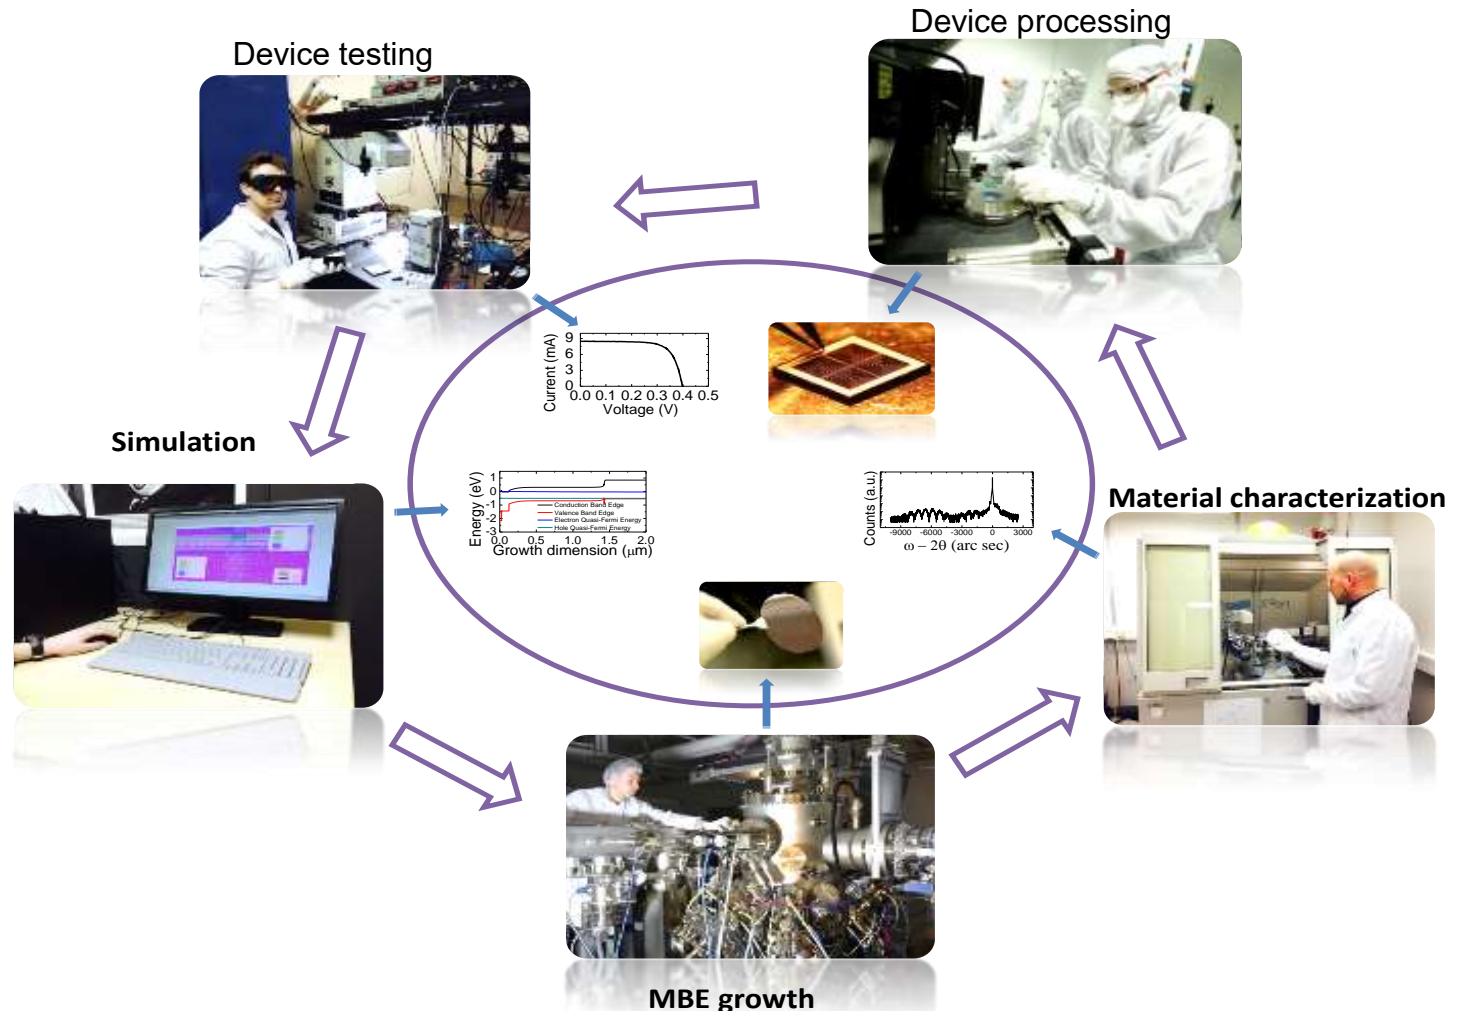 Device processing
Device testing
Current (mA)
9
6
3
0
0.0 0.1 0.2 0.3 0.4 0.5
Voltage (V)
Simulation
Energy (eV)
1
0
-1
-2
-3
Conduction Band Edge
Valence Band Edge
Electron Quasi-Fermi Energy
Hole Quasi-Fermi Energy
0.0 0.5 1.0 1.5 2.0
Growth dimension (μm)
Counts (a.u.)
-9000 -6000 -3000 0 3000
ω – 2θ (arc sec)
Material characterization
MBE growth